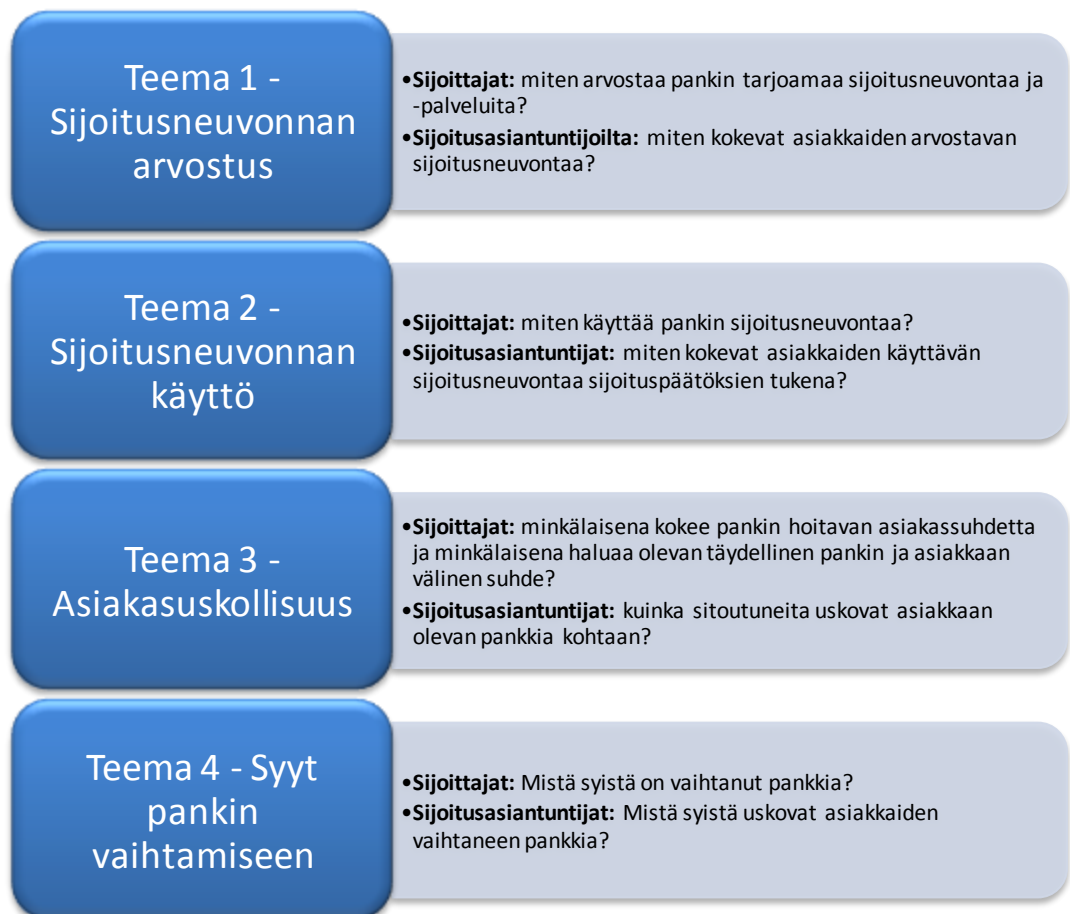 Teema 1 -
Sijoitusneuvonnan
arvostus
•Sijoittajat: miten arvostaa pankin tarjoamaa sijoitusneuvontaa ja
-palveluita?
•Sijoitusasiantuntijoilta: miten kokevat asiakkaiden arvostavan
sijoitusneuvontaa?
Teema 2 -
Sijoitusneuvonnan
käyttö
•Sijoittajat: miten käyttää pankin sijoitusneuvontaa?
•Sijoitusasiantuntijat: miten kokevat asiakkaiden käyttävän
sijoitusneuvontaa sijoituspäätöksien tukena?
Teema 3 -
Asiakasuskollisuus
•Sijoittajat: minkälaisena kokee pankin hoitavan asiakassuhdetta
ja minkälaisena haluaa olevan täydellinen pankin ja asiakkaan
välinen suhde?
•Sijoitusasiantuntijat: kuinka sitoutuneita uskovat asiakkaan
olevan pankkia kohtaan?
Teema 4 - Syyt
pankin
vaihtamiseen
•Sijoittajat: Mistä syistä on vaihtanut pankkia?
•Sijoitusasiantuntijat: Mistä syistä uskovat asiakkaiden
vaihtaneen pankkia?